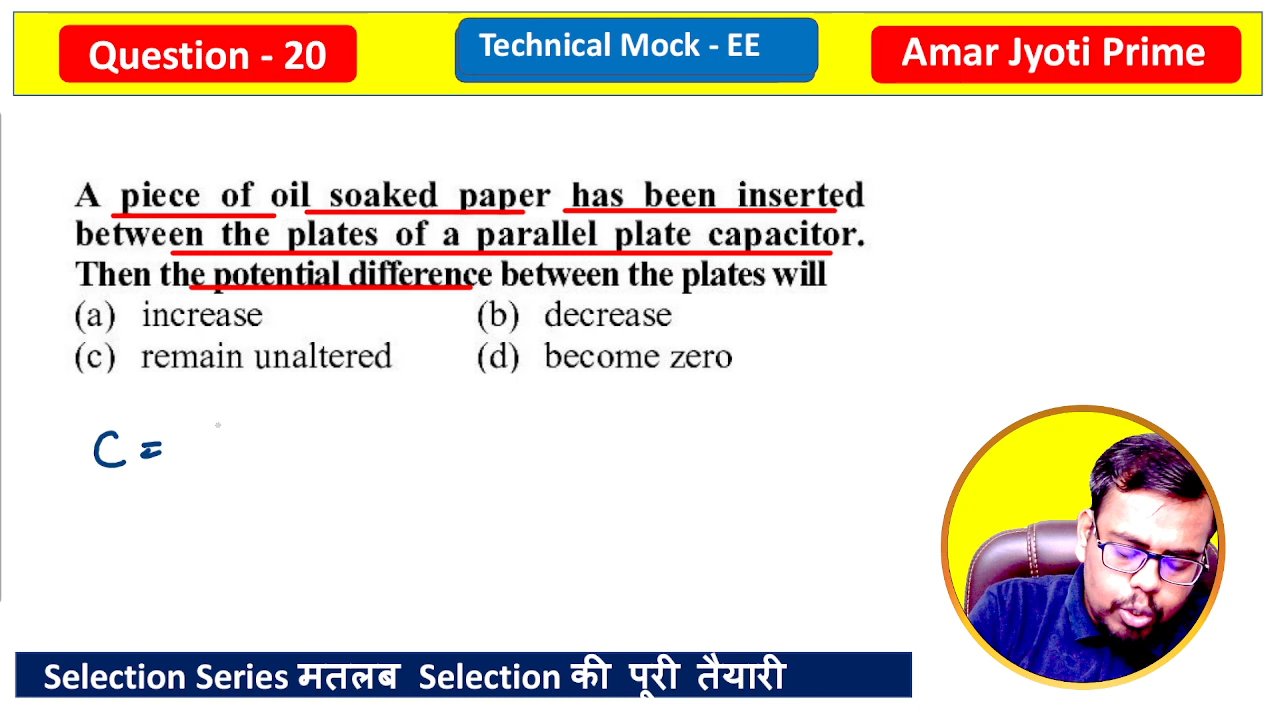 Question - 20
Technical Mock - EE
Amar Jyoti Prime
A piece of oil soaked paper has been inserted
between the plates of a parallel plate capacitor.
Then the potential difference between the plates will
(a) increase (b) decrease
(c) remain unaltered (d) become zero
C =
Selection Series मतलब Selection की पूरी तैयारी